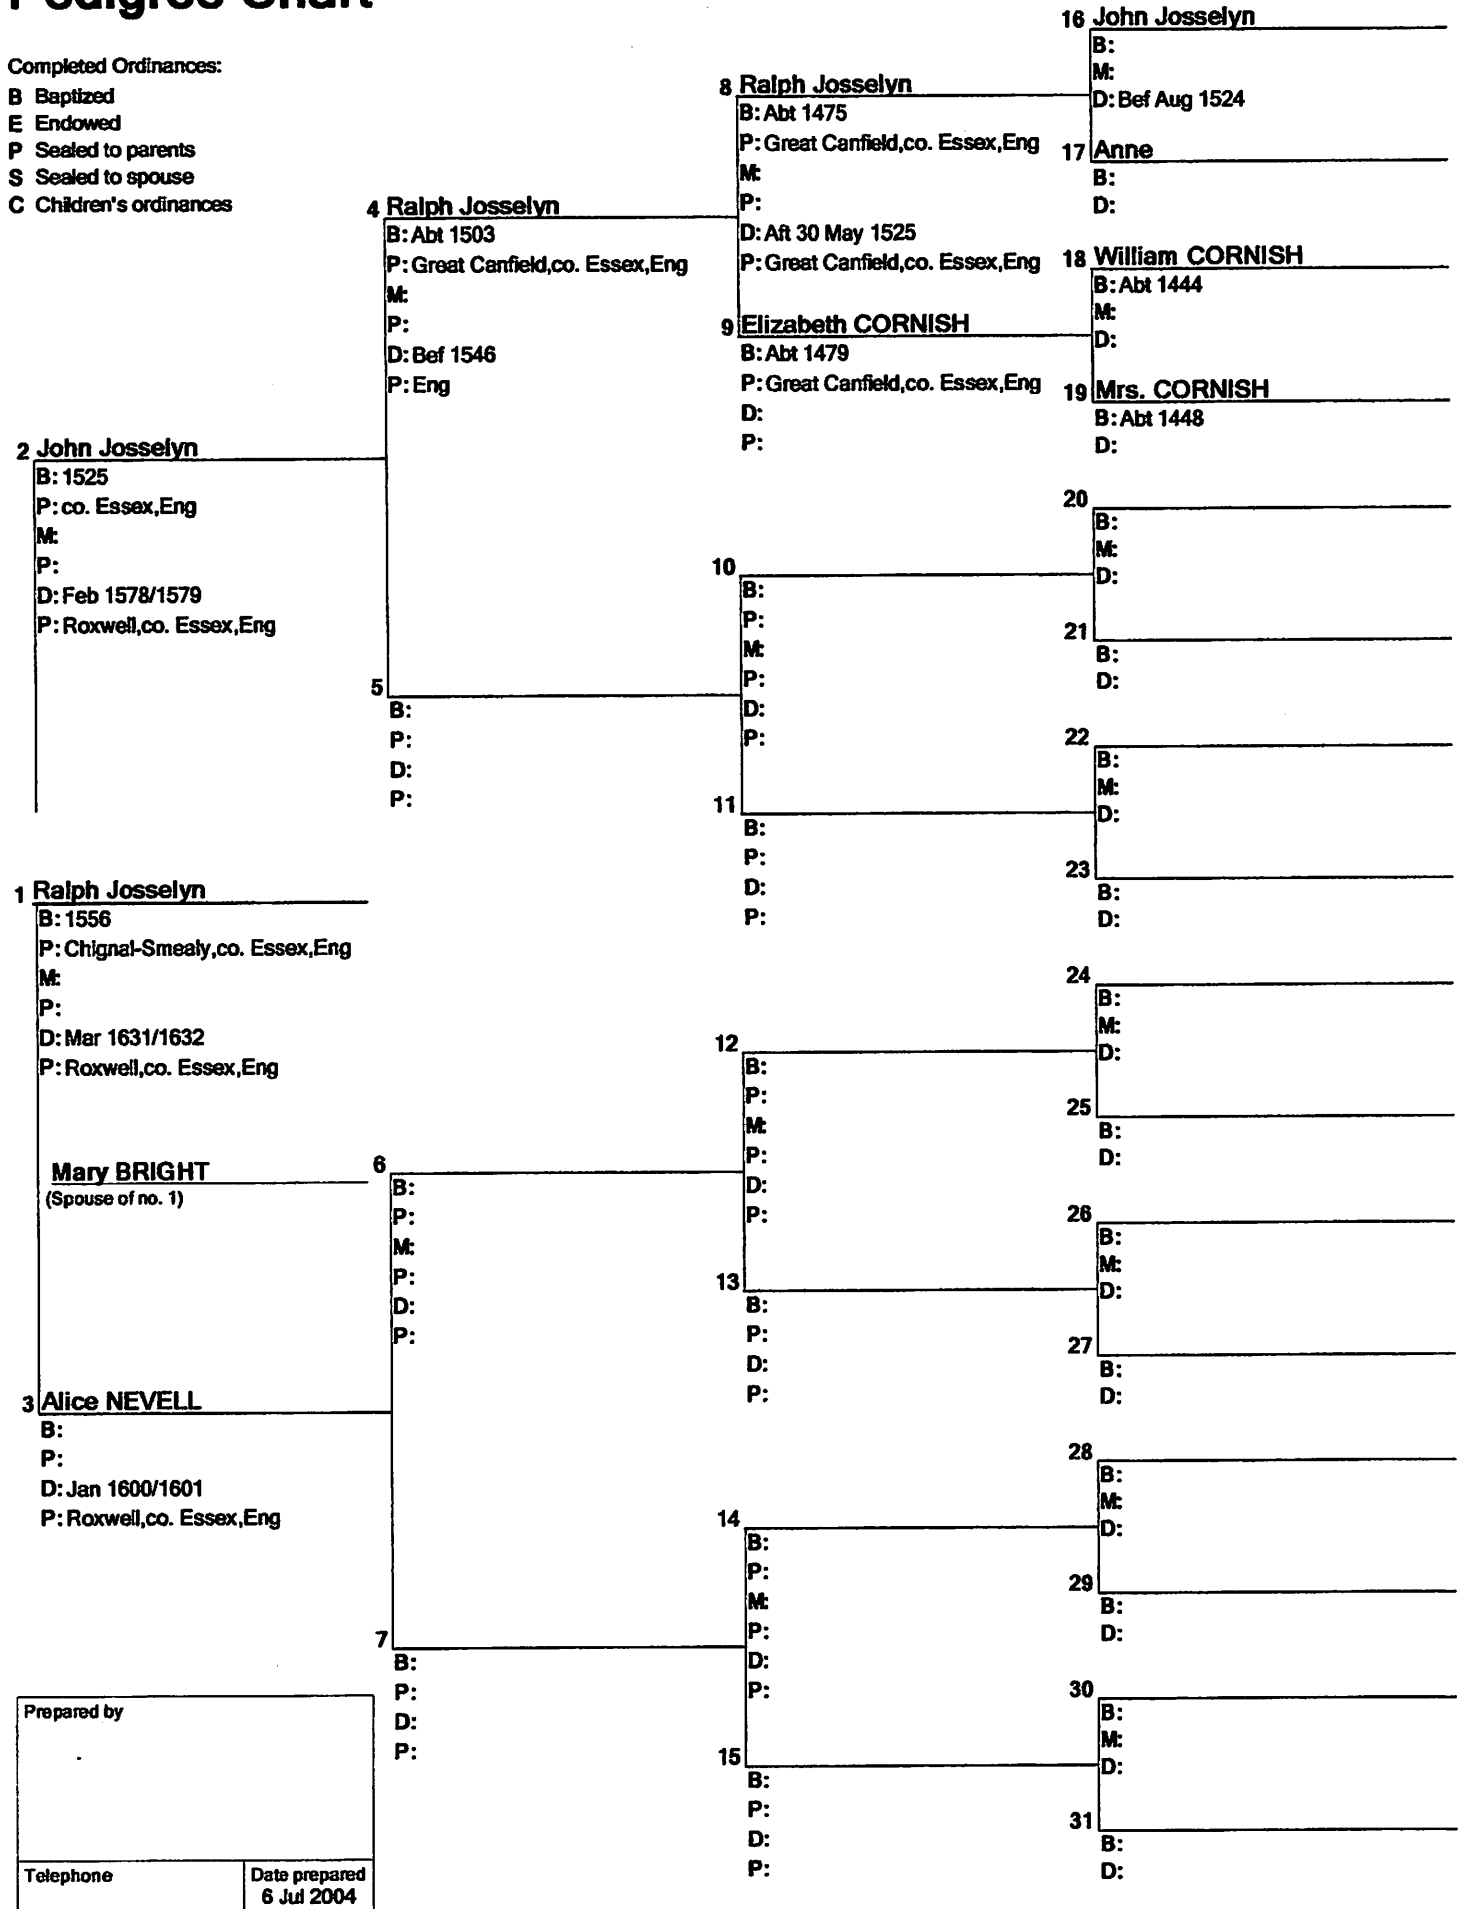 Pedigree Chart
Completed Ordinances:
B Baptized
E Endowed
P Sealed to parents
S Sealed to spouse
C Children's ordinances
2 John Josselyn
B: 1525
P: co. Essex,Eng
M:
P:
D: Feb 1578/1579
P: Roxwell,co. Essex,Eng
1 Ralph Josselyn
B: 1556
P: Chignal-Smealy,co. Essex,Eng
M:
P:
D: Mar 1631/1632
P: Roxwell,co. Essex,Eng
Mary BRIGHT
(Spouse of no. 1)
3 Alice NEVELL
B:
P:
D: Jan 1600/1601
P: Roxwell,co. Essex,Eng
Prepared by
Telephone
Date prepared
6 Jul 2004
4 Ralph Josselyn
B: Abt 1503
P: Great Canfield,co. Essex,Eng
M:
P:
D: Bef 1546
P: Eng
5
B:
P:
D:
P:
6
B:
P:
M:
P:
D:
P:
7
B:
P:
D:
P:
8 Ralph Josselyn
B: Abt 1475
P: Great Canfield,co. Essex,Eng
M:
P:
D: Aft 30 May 1525
P: Great Canfield,co. Essex,Eng
9 Elizabeth CORNISH
B: Abt 1479
P: Great Canfield,co. Essex,Eng
D:
P:
10
B:
P:
M:
P:
D:
P:
11
B:
P:
D:
P:
12
B:
P:
M:
P:
D:
P:
13
B:
P:
D:
P:
14
B:
P:
M:
P:
D:
P:
15
B:
P:
D:
P:
16 John Josselyn
B:
M:
D: Bef Aug 1524
17 Anne
B:
D:
18 William CORNISH
B: Abt 1444
M:
D:
19 Mrs. CORNISH
B: Abt 1448
D:
20
B:
M:
D:
21
B:
D:
22
B:
M:
D:
23
B:
D:
24
B:
M:
D:
25
B:
D:
26
B:
M:
D:
27
B:
D:
28
B:
M:
D:
29
B:
D:
30
B:
M:
D:
31
B:
D: